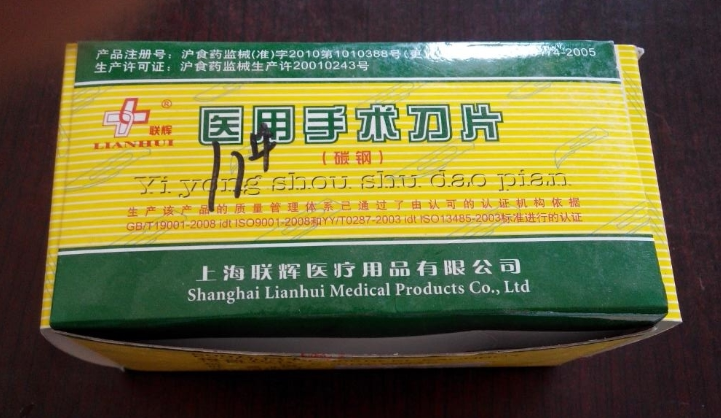 产品注册号：沪食药监械(准)字2010第1010388号(更)
4-2005
生产许可证：沪食药监械生产许20010243号
联辉
®
LIANHUI
医用手术刀片
（碳钢）
11#
Yi yong shou shu dao pian
生产该产品的质量管理体系已通过了由认可的认证机构依据
GB/T19001-2008 idt ISO9001-2008和YY/T0287-2003 idt ISO13485-2003标准进行的认证
上海联辉医疗用品有限公司
Shanghai Lianhui Medical Products Co., Ltd